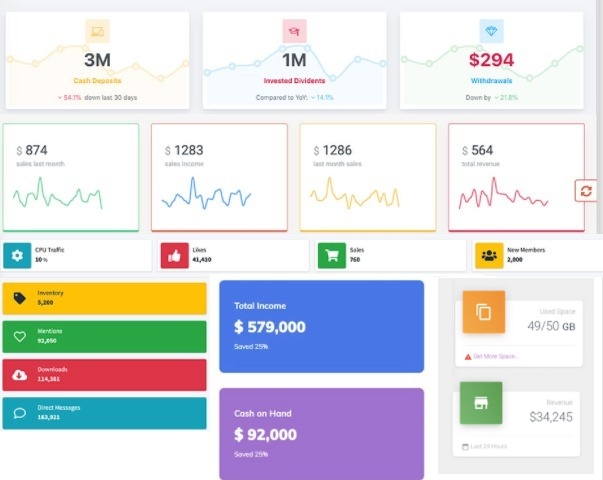 3M
Cash Deposits
54.1% down last 30 days
1M
Invested Dividents
Compared to YoY: 14.1%
$294
Withdrawals
Down by 21.8%
$ 874
sales last month
$ 1283
sales Income
$ 1286
last month sales
$ 564
total revenue
CPU Traffic
10 %
Likes
41,410
Sales
760
New Members
2,000
Inventory
5,200
Mentions
92,050
Downloads
114,381
Direct Messages
163,921
Total Income
$ 579,000
Saved 25%
Cash on Hand
$ 92,000
Saved 25%
Used Space
49/50 GB
Get More Space...
Revenue
$34,245
Last 24 Hours